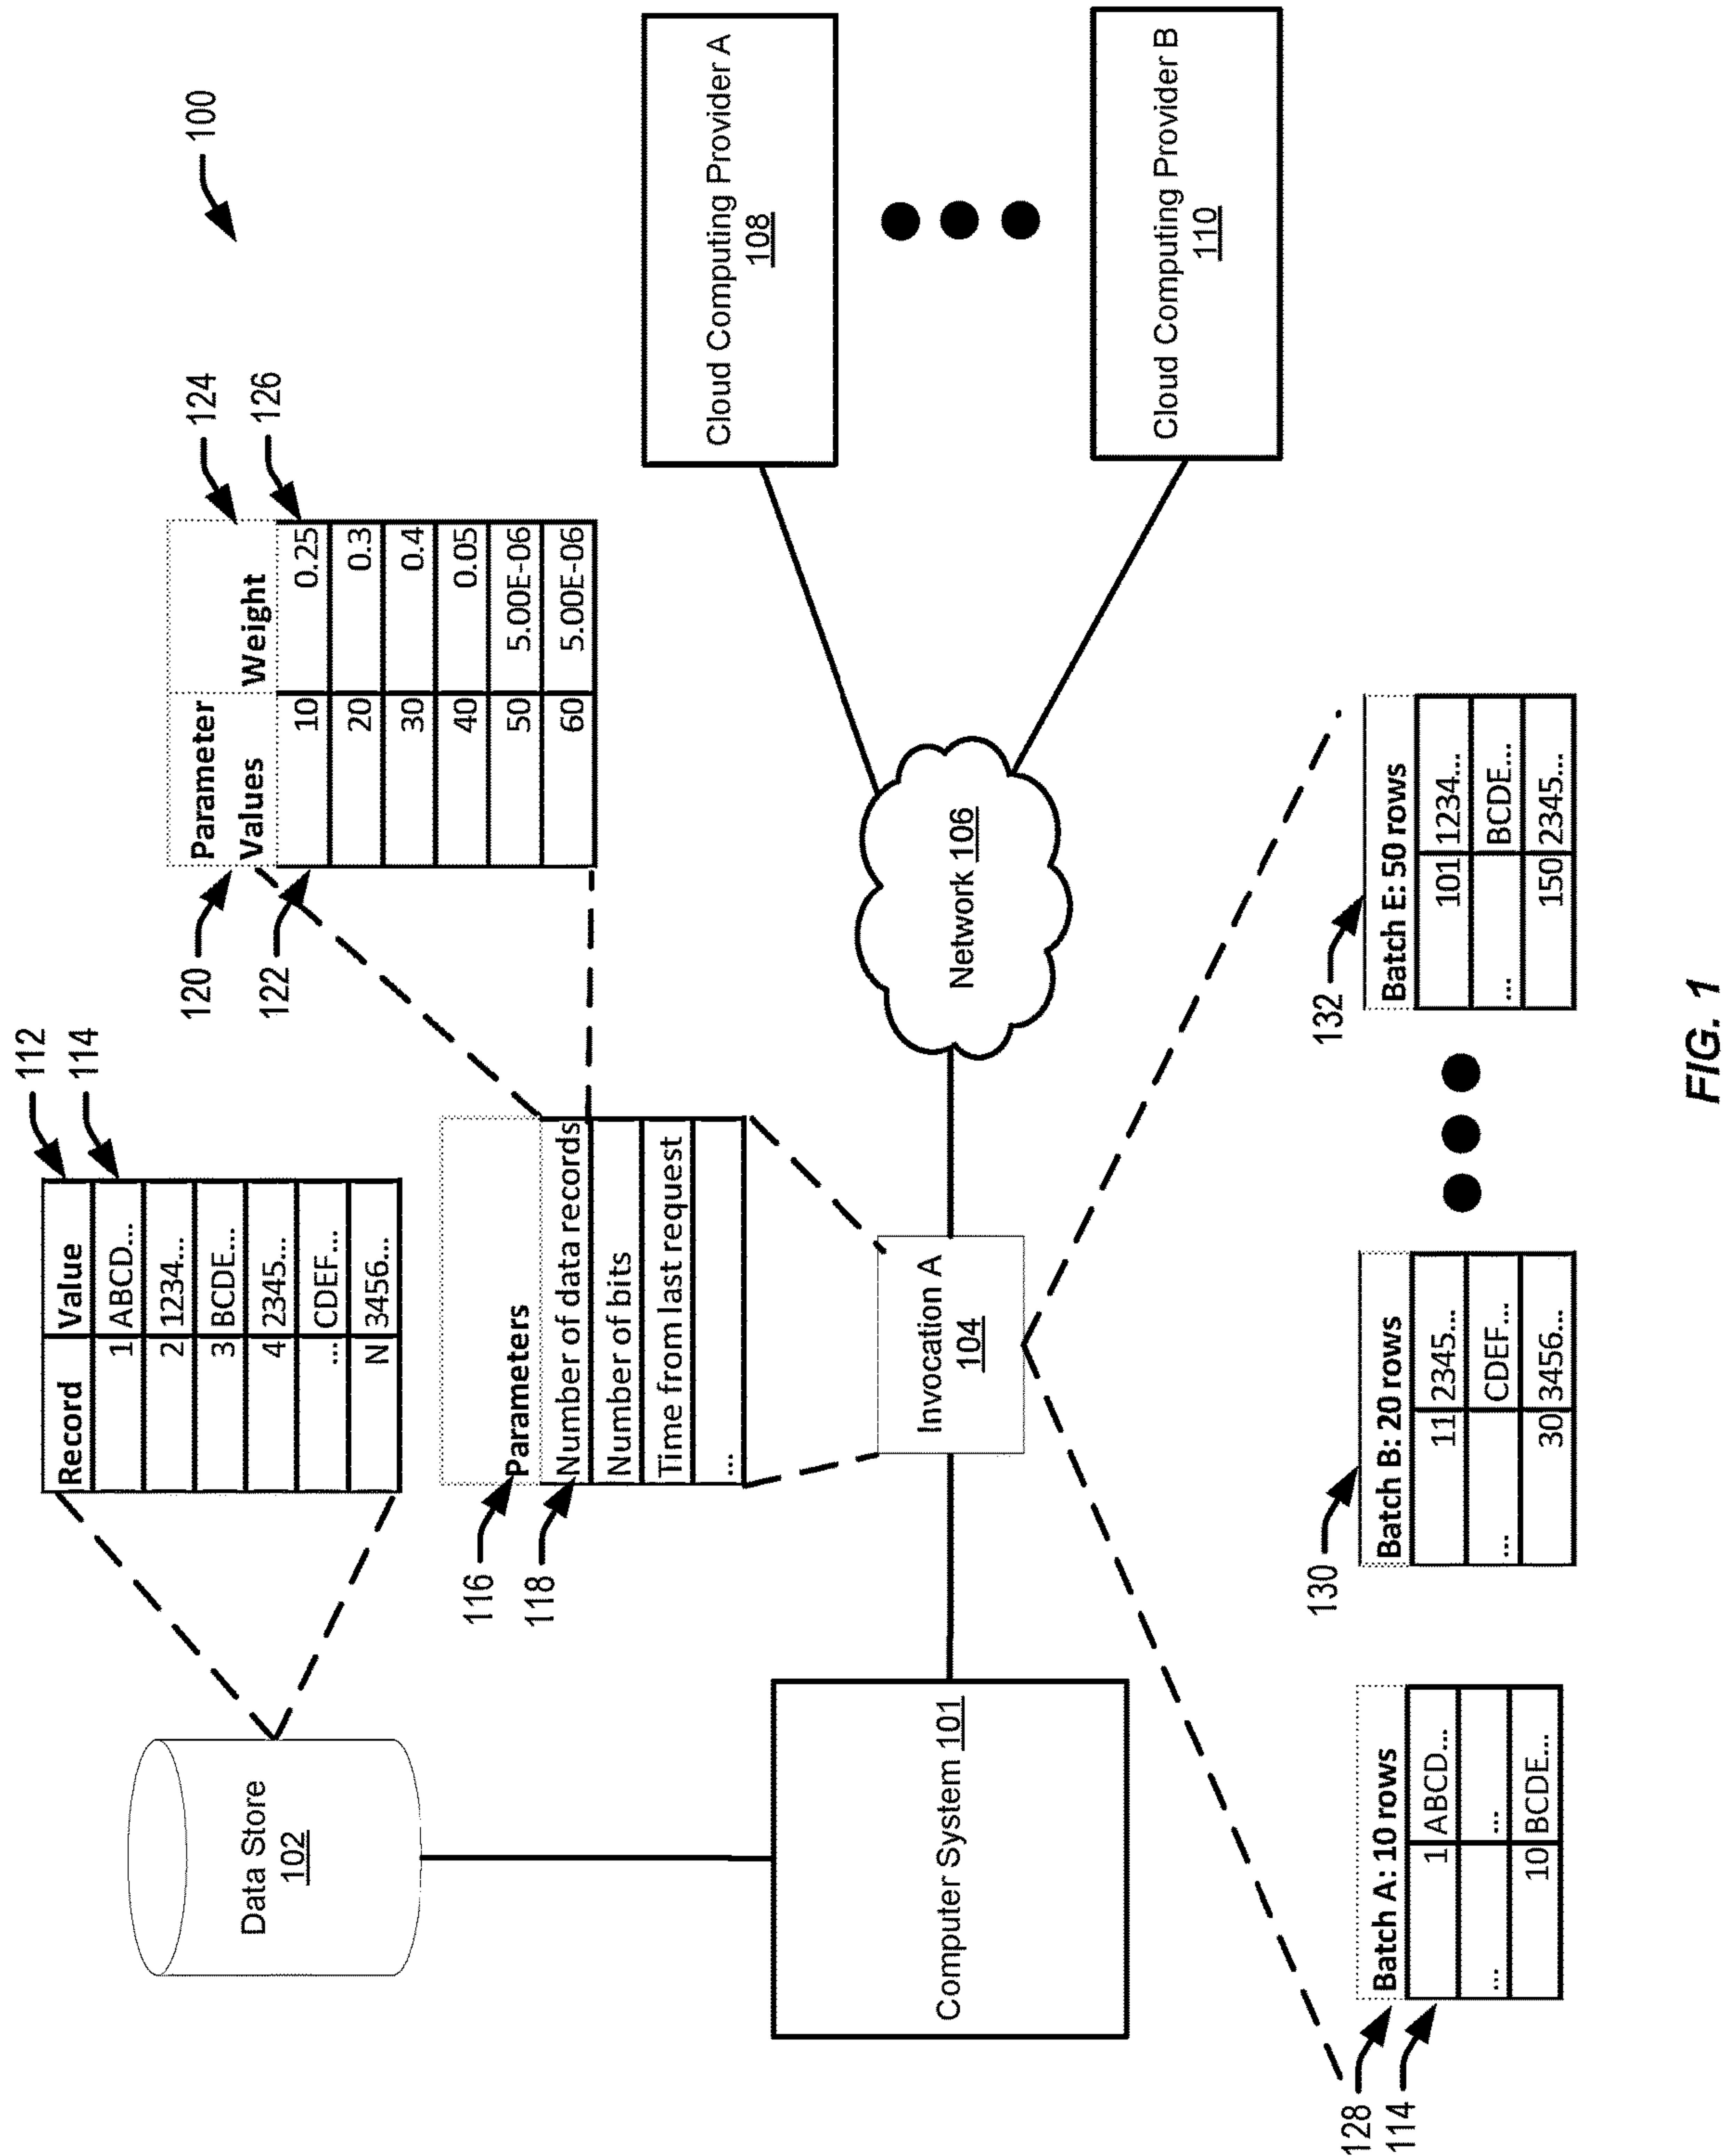 100
112
114
Record Value
1 ABCD...
2 1234...
3 BCDE...
4 2345...
... CDEF...
N 3456...
Data Store
102
124
126
120
122
Parameter
Values Weight
10 0.25
20 0.3
30 0.4
40 0.05
50 5.00E-06
60 5.00E-06
116
118
Parameters
Number of data records
Number of bits
Time from last request
...
Computer System 101
Invocation A
104
Network 106
Cloud Computing Provider A
108
Cloud Computing Provider B
110
128
114
Batch A: 10 rows
1 ABCD...
... ...
10 BCDE...
130
Batch B: 20 rows
11 2345...
... CDEF...
30 3456...
132
Batch E: 50 rows
101 1234...
... BCDE...
150 2345...
FIG. 1